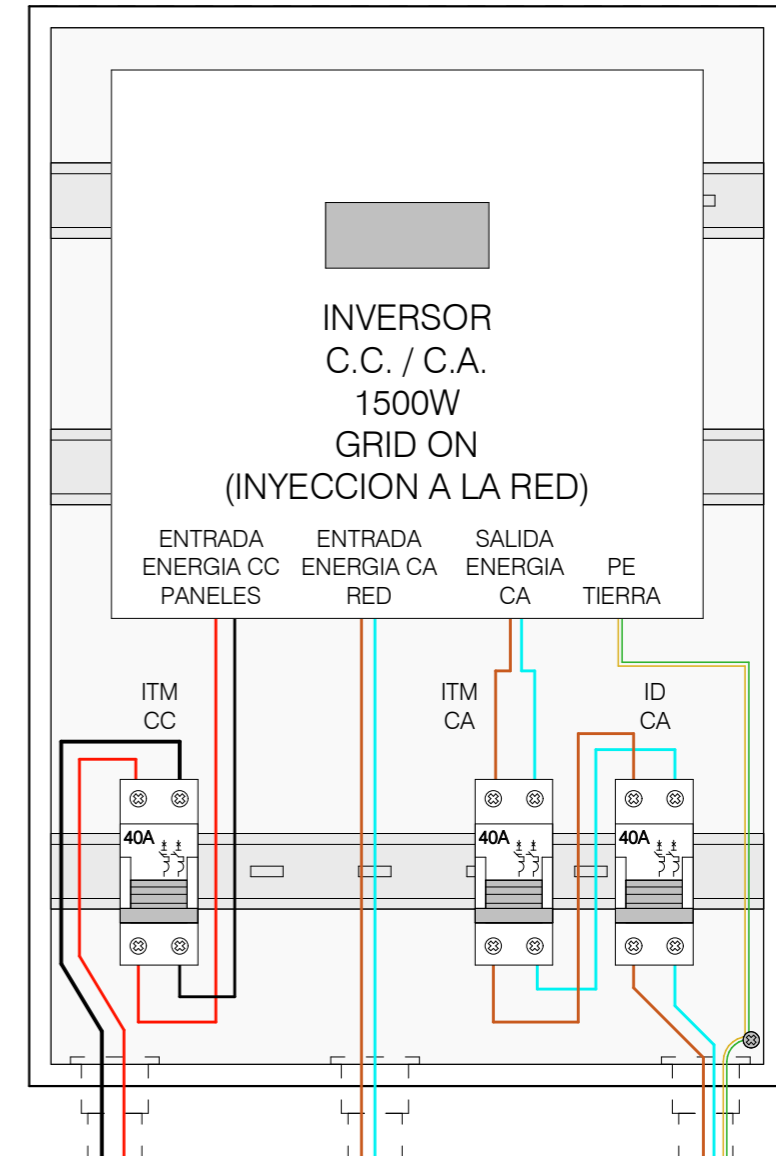 INVERSOR
C.C. / C.A.
1500W
GRID ON
(INYECCION A LA RED)
ENTRADA
ENERGIA CC
PANELES
ENTRADA
ENERGIA CA
RED
SALIDA
ENERGIA
CA
PE
TIERRA
ITM
CC
ITM
CA
ID
CA
40A
40A
40A